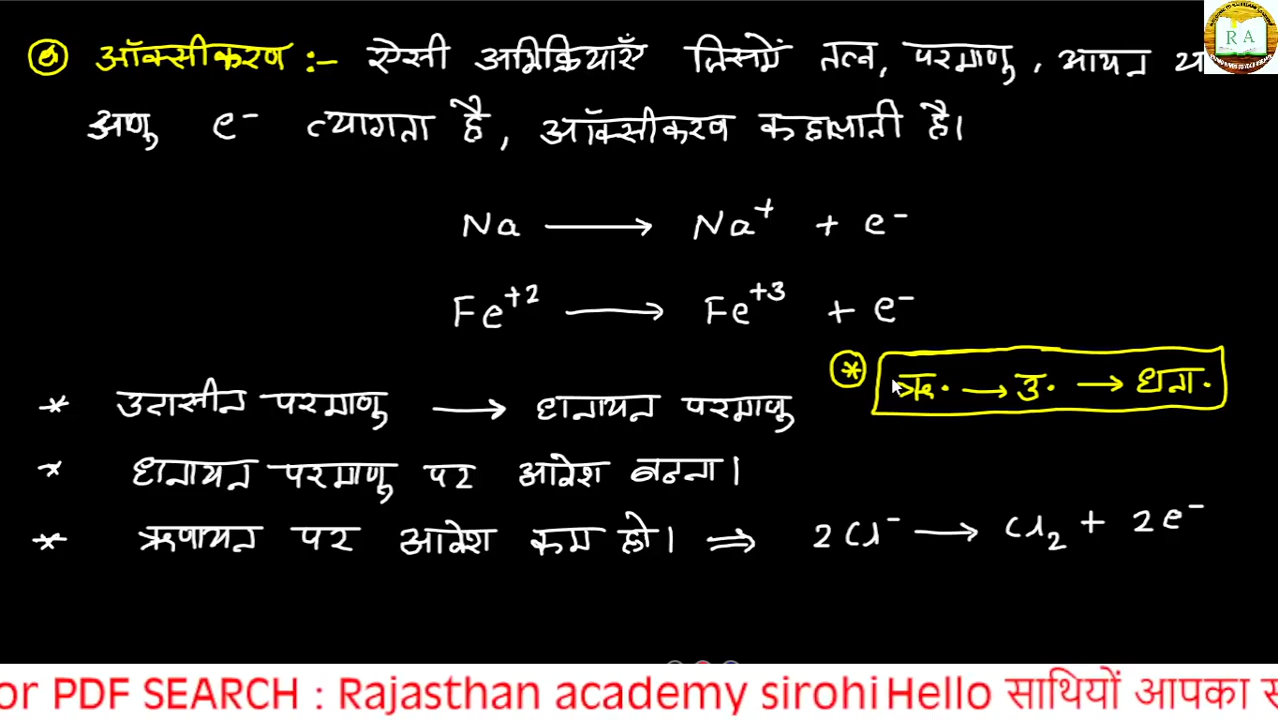 ऑक्सीकरण :- ऐसी अभिक्रियाएँ जिसमें तत्व, परमाणु, आयन या
अणु e⁻ त्यागता है, ऑक्सीकरण कहालाती है।
Na ⟶ Na⁺ + e⁻
Fe⁺² ⟶ Fe⁺³ + e⁻
* ऋ. ⟶ उ. ⟶ धना.
* उदासीन परमाणु ⟶ धनायन परमाणु
* धनायन परमाणु पर आवेश बढना।
* ऋणायन पर आवेश कम हो। ⇒ 2Cl⁻ ⟶ Cl₂ + 2e⁻
RA
or PDF SEARCH : Rajasthan academy sirohi Hello साथियों आपका स